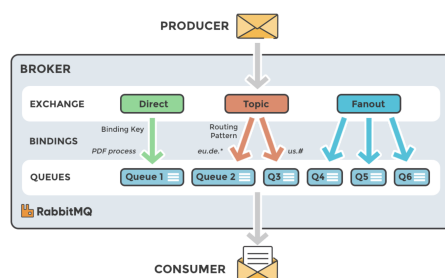 PRODUCER
BROKER
EXCHANGE
Direct
Topic
Fanout
Binding Key
Routing
Pattern
BINDINGS
PDF process
eu.de.*
us.#
QUEUES
Queue 1
Queue 2
Q3
Q4
Q5
Q6
RabbitMQ
CONSUMER